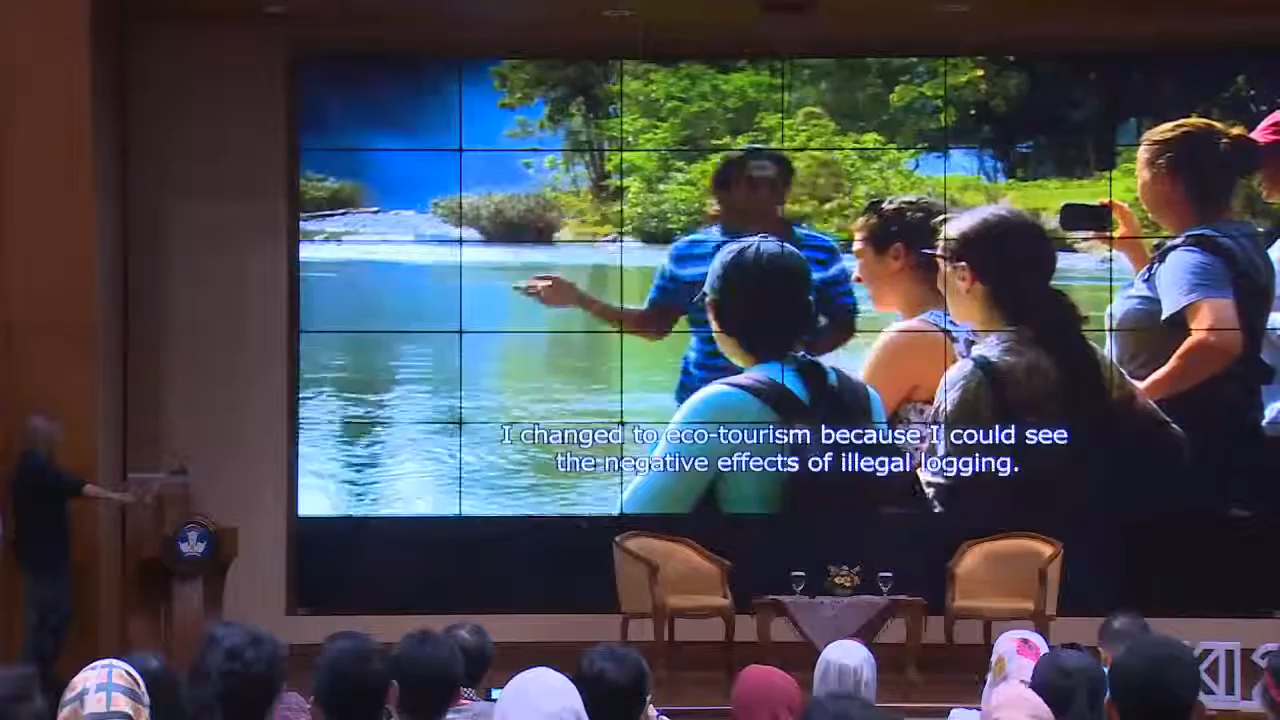 I changed to eco-tourism because I could see
the negative effects of illegal logging.